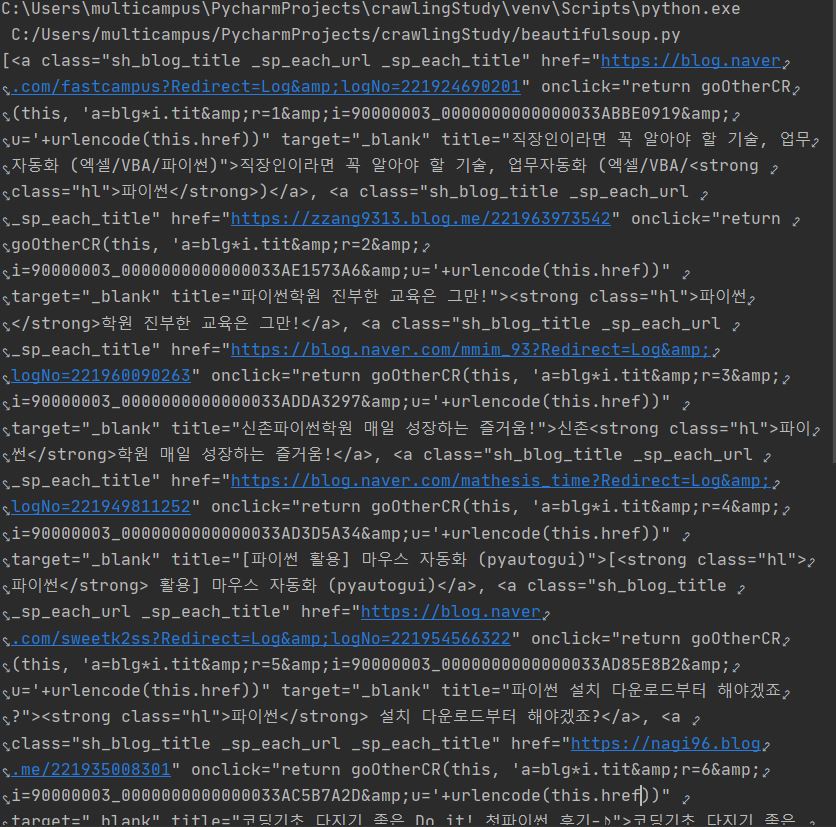 C:\Users\multicampus\PycharmProjects\crawlingStudy\venv\Scripts\python.exe
C:/Users/multicampus/PycharmProjects/crawlingStudy/beautifulsoup.py
[<a class="sh_blog_title _sp_each_url _sp_each_title" href="https://blog.naver
.com/fastcampus?Redirect=Log&amp;logNo=221924690201" onclick="return goOtherCR
(this, 'a=blg*i.tit&amp;r=1&amp;i=90000003_0000000000000033ABBE0919&amp;
u='+urlencode(this.href))" target="_blank" title="직장인이라면 꼭 알아야 할 기술, 업무
자동화 (엑셀/VBA/파이썬)">직장인이라면 꼭 알아야 할 기술, 업무자동화 (엑셀/VBA/<strong
class="hl">파이썬</strong>)</a>, <a class="sh_blog_title _sp_each_url
_sp_each_title" href="https://zzang9313.blog.me/221963973542" onclick="return
goOtherCR(this, 'a=blg*i.tit&amp;r=2&amp;
i=90000003_0000000000000033AE1573A6&amp;u='+urlencode(this.href))"
target="_blank" title="파이썬학원 진부한 교육은 그만!"><strong class="hl">파이썬
</strong>학원 진부한 교육은 그만!</a>, <a class="sh_blog_title _sp_each_url
_sp_each_title" href="https://blog.naver.com/mmim_93?Redirect=Log&amp;
logNo=221960090263" onclick="return goOtherCR(this, 'a=blg*i.tit&amp;r=3&amp;
i=90000003_0000000000000033ADDA3297&amp;u='+urlencode(this.href))"
target="_blank" title="신촌파이썬학원 매일 성장하는 즐거움!">신촌<strong class="hl">파이
썬</strong>학원 매일 성장하는 즐거움!</a>, <a class="sh_blog_title _sp_each_url
_sp_each_title" href="https://blog.naver.com/mathesis_time?Redirect=Log&amp;
logNo=221949811252" onclick="return goOtherCR(this, 'a=blg*i.tit&amp;r=4&amp;
i=90000003_0000000000000033AD3D5A34&amp;u='+urlencode(this.href))"
target="_blank" title="[파이썬 활용] 마우스 자동화 (pyautogui)">[<strong class="hl">
파이썬</strong> 활용] 마우스 자동화 (pyautogui)</a>, <a class="sh_blog_title
_sp_each_url _sp_each_title" href="https://blog.naver
.com/sweetk2ss?Redirect=Log&amp;logNo=221954566322" onclick="return goOtherCR
(this, 'a=blg*i.tit&amp;r=5&amp;i=90000003_0000000000000033AD85E8B2&amp;
u='+urlencode(this.href))" target="_blank" title="파이썬 설치 다운로드부터 해야겠죠
?"><strong class="hl">파이썬</strong> 설치 다운로드부터 해야겠죠?</a>, <a
class="sh_blog_title _sp_each_url _sp_each_title" href="https://nagi96.blog
.me/221935008301" onclick="return goOtherCR(this, 'a=blg*i.tit&amp;r=6&amp;
i=90000003_0000000000000033AC5B7A2D&amp;u='+urlencode(this.href))"
target="_blank" title="코딩기초 다지기 좋은 Do it! 첫파이썬 후기-♪">코딩기초 다지기 좋은